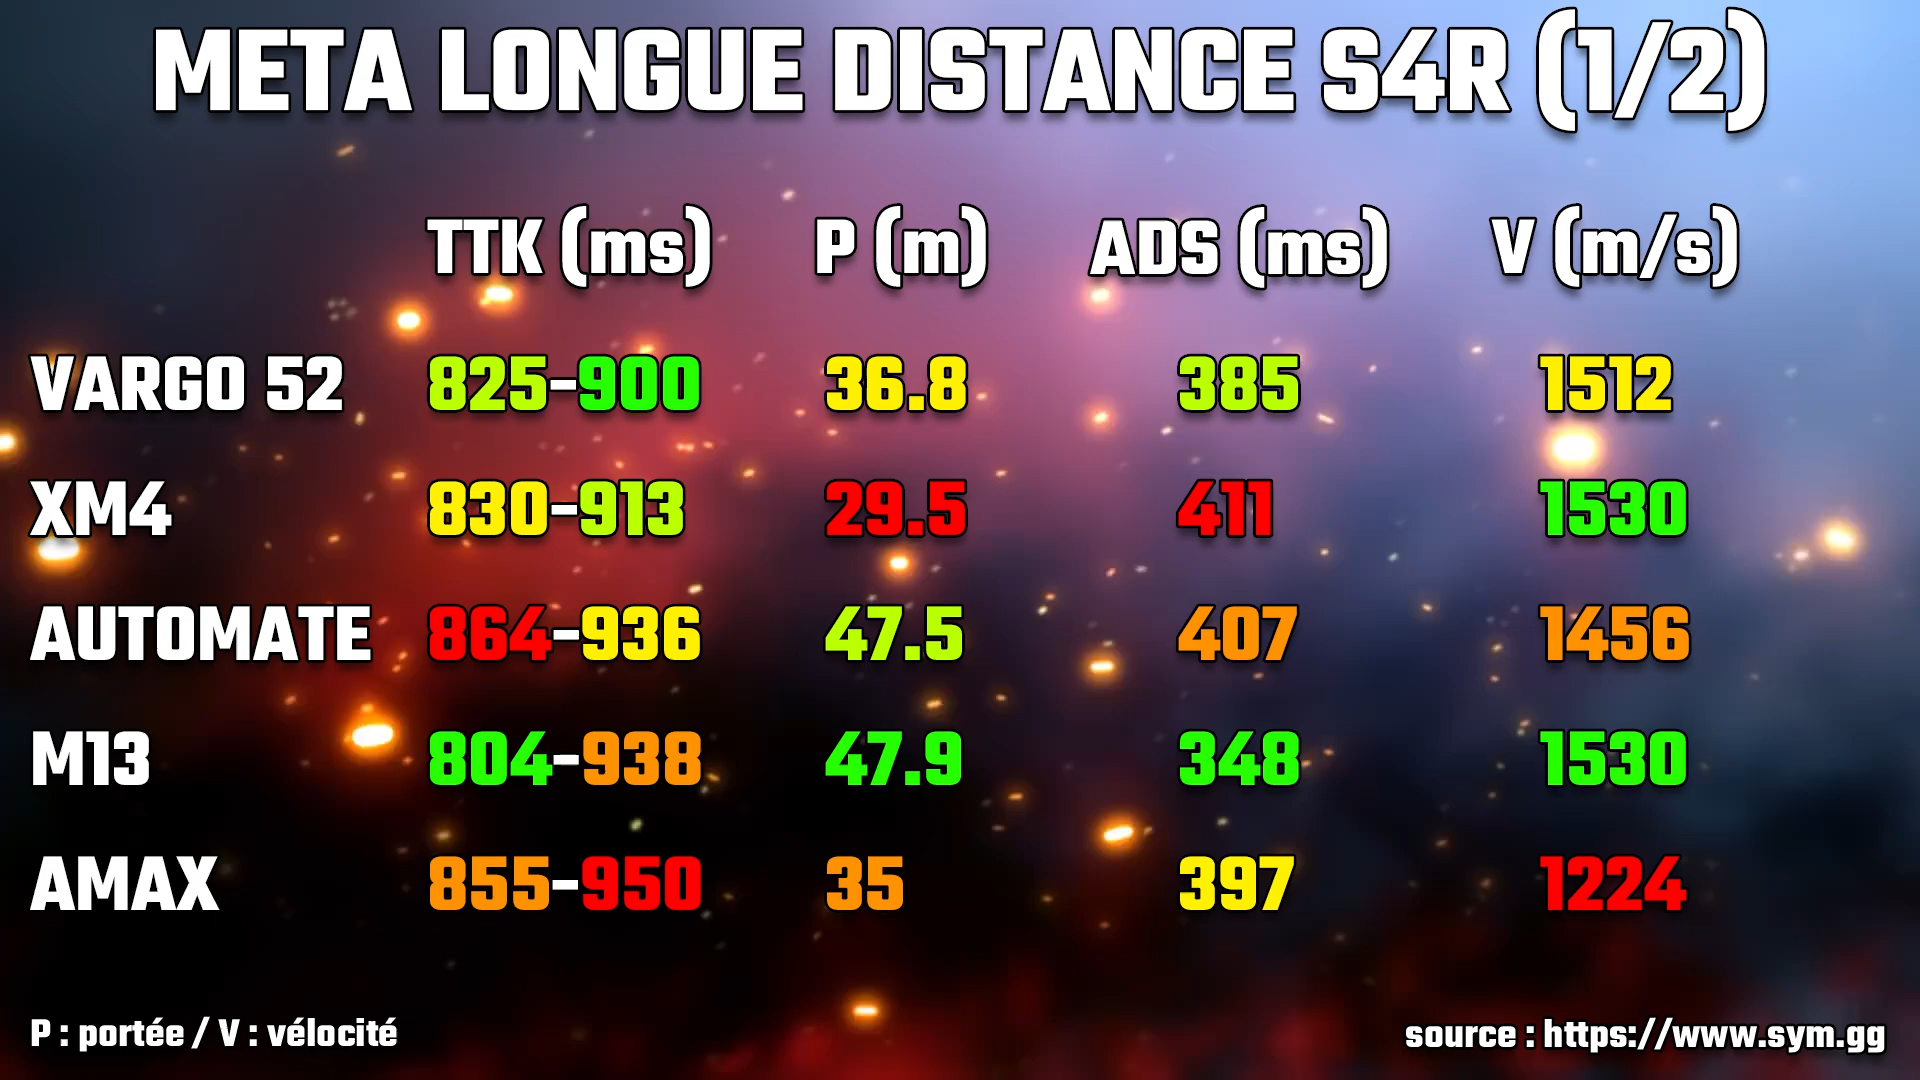 META LONGUE DISTANCE S4R (1/2)
TTK (ms) P (m) ADS (ms) V (m/s)
VARGO 52 825-900 36.8 385 1512
XM4 830-913 29.5 411 1530
AUTOMATE 864-936 47.5 407 1456
M13 804-938 47.9 348 1530
AMAX 855-950 35 397 1224
P : portée / V : vélocité source : https://www.sym.gg